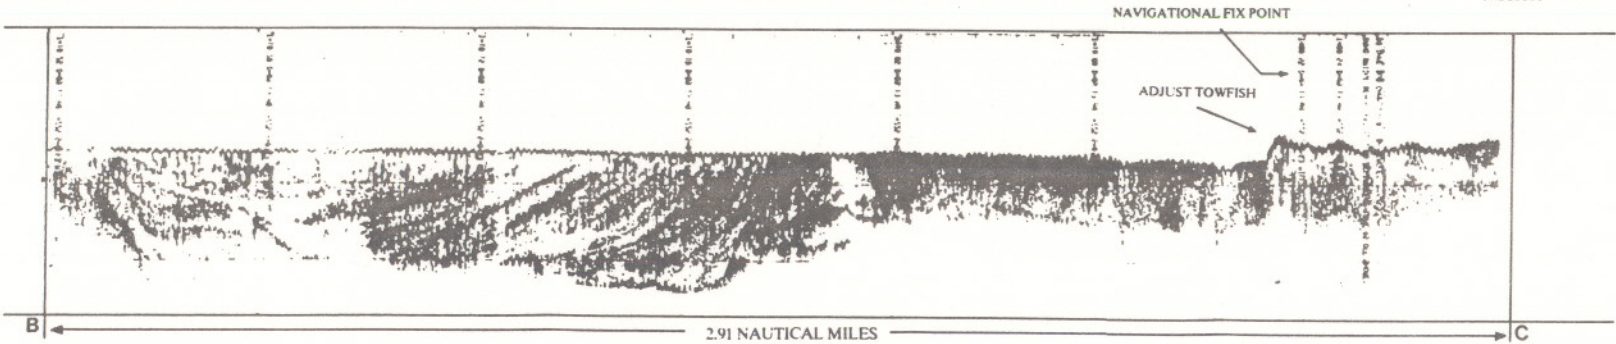 NAVIGATIONAL FIX POINT
ADJUST TOWFISH
B
2.91 NAUTICAL MILES
C